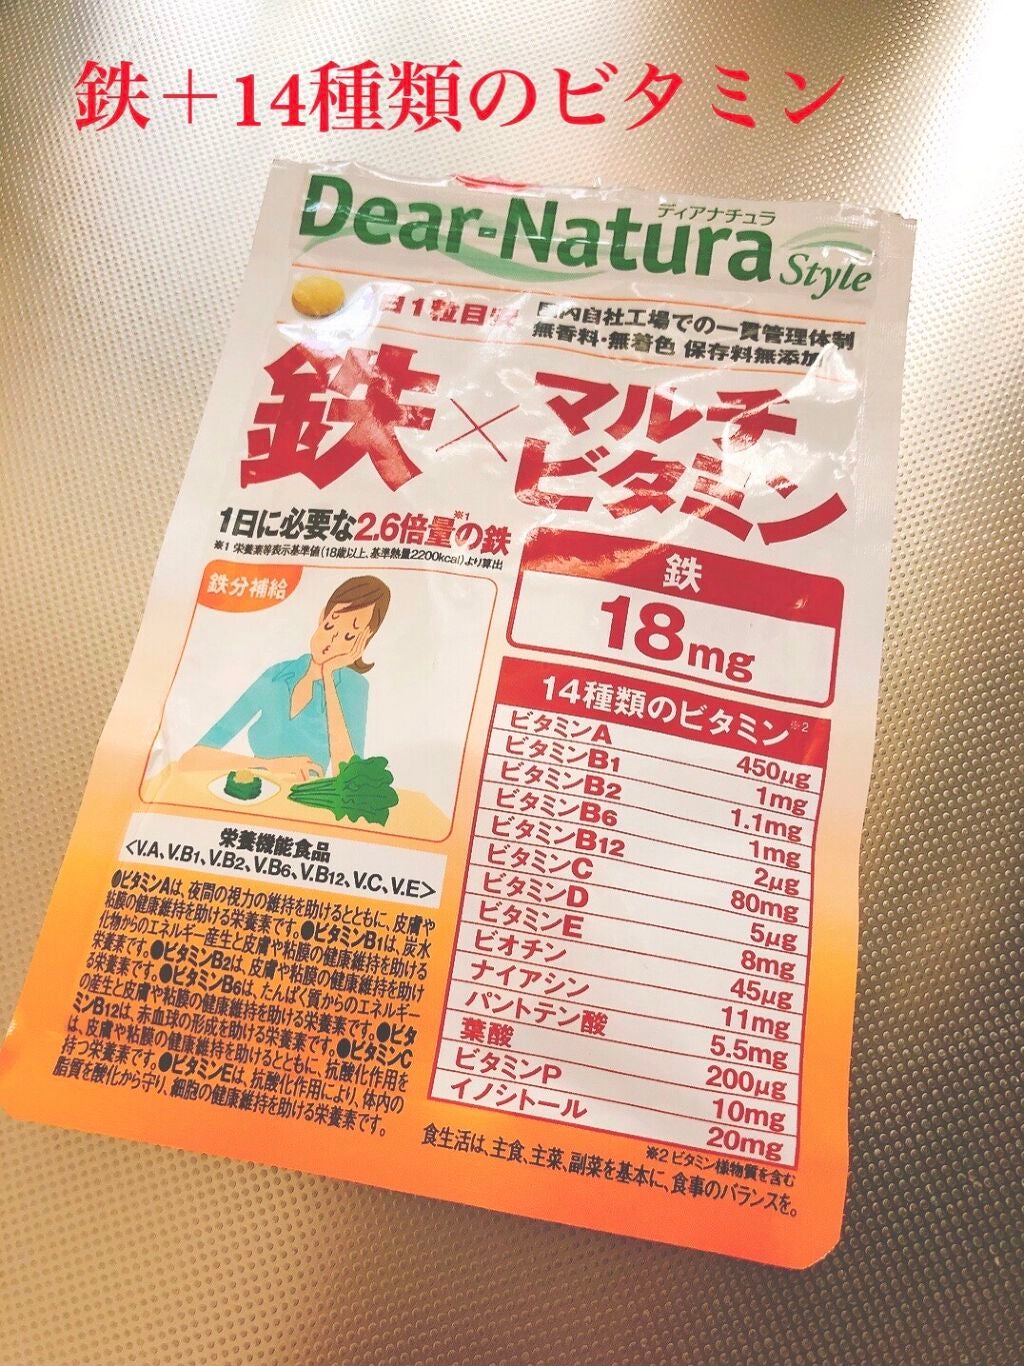 鉄＋14種類のビタミン
Dear-Natura
ディアナチュラ
Style
日1粒目安 国内自社工場での一貫管理体制
無香料・無着色 保存料無添加
鉄×マルチ
ビタミン
1日に必要な2.6倍量※1の鉄
※1 栄養素等表示基準値(18歳以上、基準熱量2200kcal)より算出
鉄分補給
鉄
18mg
14種類のビタミン※2
ビタミンA 450μg
ビタミンB1 1mg
ビタミンB2 1.1mg
ビタミンB6 1mg
ビタミンB12 2μg
ビタミンC 80mg
ビタミンD 5μg
ビタミンE 8mg
ビオチン 45μg
ナイアシン 11mg
パントテン酸 5.5mg
葉酸 200μg
ビタミンP 10mg
イノシトール 20mg
※2 ビタミン様物質を含む
栄養機能食品
<V.A、V.B1、V.B2、V.B6、V.B12、V.C、V.E>
●ビタミンAは、夜間の視力の維持を助けるとともに、皮膚や
粘膜の健康維持を助ける栄養素です。●ビタミンB1は、炭水
化物からのエネルギー産生と皮膚や粘膜の健康維持を助ける
栄養素です。●ビタミンB2は、皮膚や粘膜の健康維持を助け
る栄養素です。●ビタミンB6は、たんぱく質からのエネルギー
の産生と皮膚や粘膜の健康維持を助ける栄養素です。●ビタ
ミンB12は、赤血球の形成を助ける栄養素です。●ビタミンC
は、皮膚や粘膜の健康維持を助けるとともに、抗酸化作用を
持つ栄養素です。●ビタミンEは、抗酸化作用により、体内の
脂質を酸化から守り、細胞の健康維持を助ける栄養素です。
食生活は、主食、主菜、副菜を基本に、食事のバランスを。